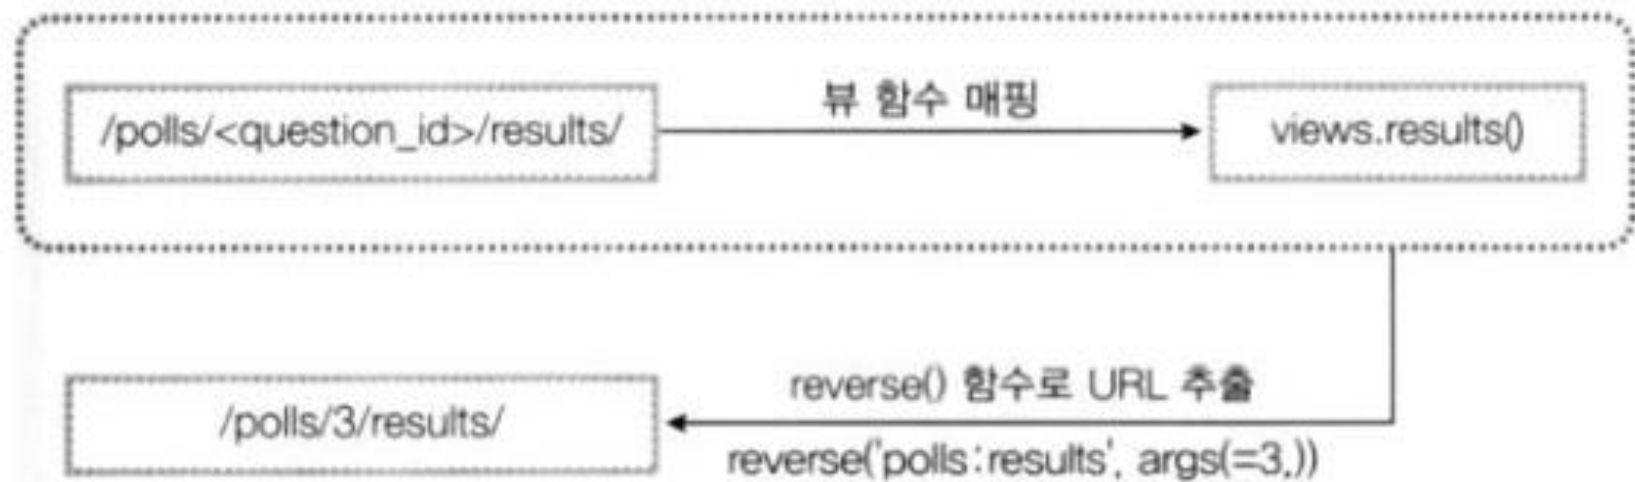 뷰 함수 매핑
/polls/<question_id>/results/
views.results()
reverse() 함수로 URL 추출
/polls/3/results/
reverse('polls:results', args(=3,))